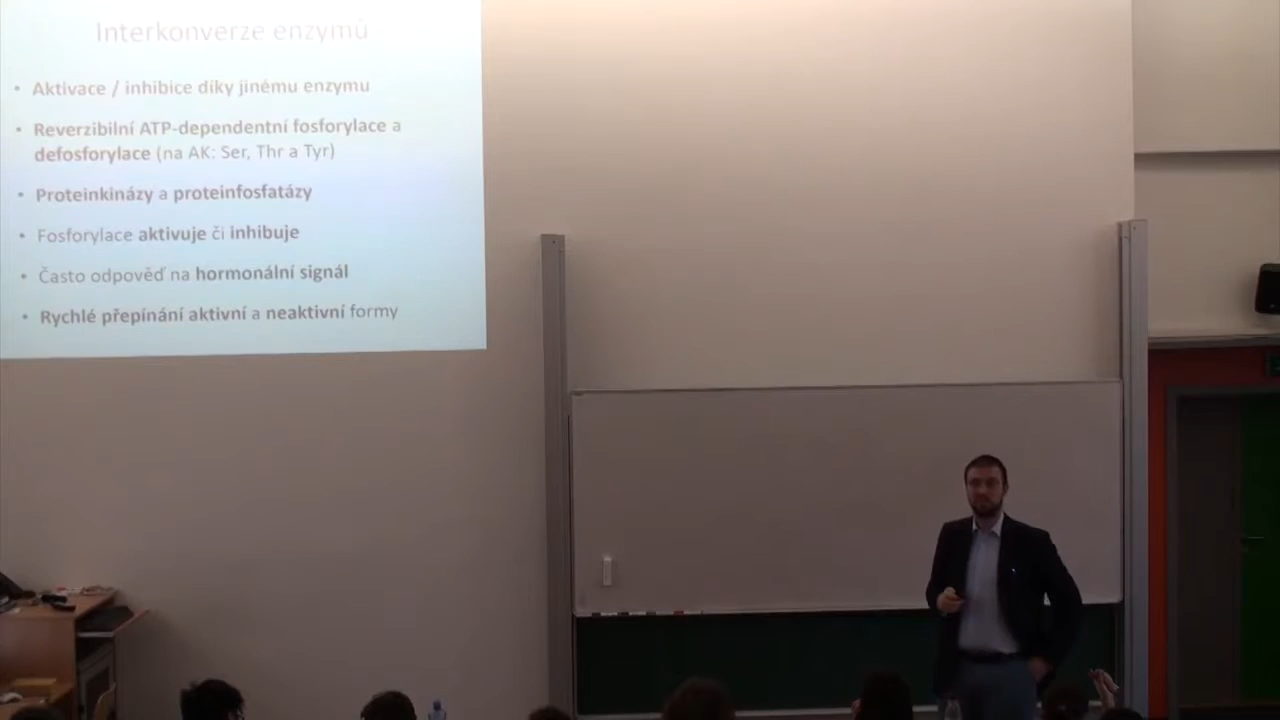 Interkonverze enzymů
• Aktivace / inhibice díky jinému enzymu
• Reverzibilní ATP-dependentní fosforylace a
defosforylace (na AK: Ser, Thr a Tyr)
• Proteinkinázy a proteinfosfatázy
• Fosforylace aktivuje či inhibuje
• Často odpověď na hormonální signál
• Rychlé přepínání aktivní a neaktivní formy